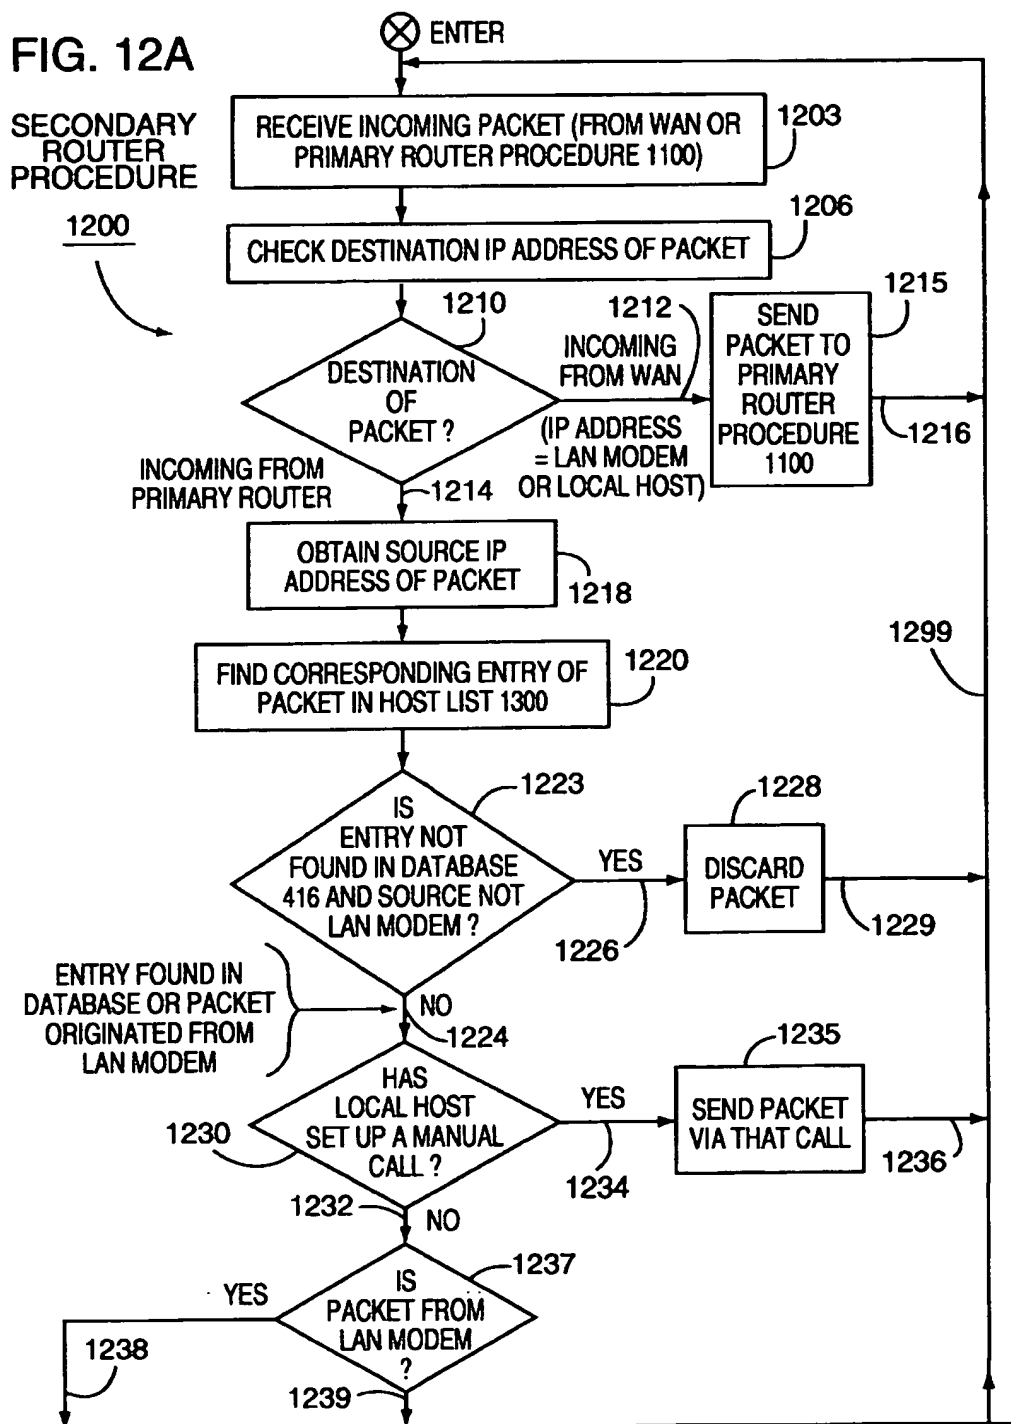 FIG. 12A
ENTER
SECONDARY
ROUTER
PROCEDURE
1200
RECEIVE INCOMING PACKET (FROM WAN OR
PRIMARY ROUTER PROCEDURE 1100)
1203
1206
CHECK DESTINATION IP ADDRESS OF PACKET
1210
DESTINATION
OF
PACKET ?
1212
INCOMING
FROM WAN
(IP ADDRESS
= LAN MODEM
OR LOCAL HOST)
1215
SEND
PACKET TO
PRIMARY
ROUTER
PROCEDURE
1100
1216
INCOMING FROM
PRIMARY ROUTER
1214
OBTAIN SOURCE IP
ADDRESS OF PACKET
1218
1299
FIND CORRESPONDING ENTRY OF
PACKET IN HOST LIST 1300
1220
1223
IS
ENTRY NOT
FOUND IN DATABASE
416 AND SOURCE NOT
LAN MODEM ?
YES
1226
1228
DISCARD
PACKET
1229
ENTRY FOUND IN
DATABASE OR PACKET
ORIGINATED FROM
LAN MODEM
NO
1224
HAS
LOCAL HOST
SET UP A MANUAL
CALL ?
1230
YES
1234
1235
SEND PACKET
VIA THAT CALL
1236
1232
NO
1237
IS
PACKET FROM
LAN MODEM
?
YES
1238
1239